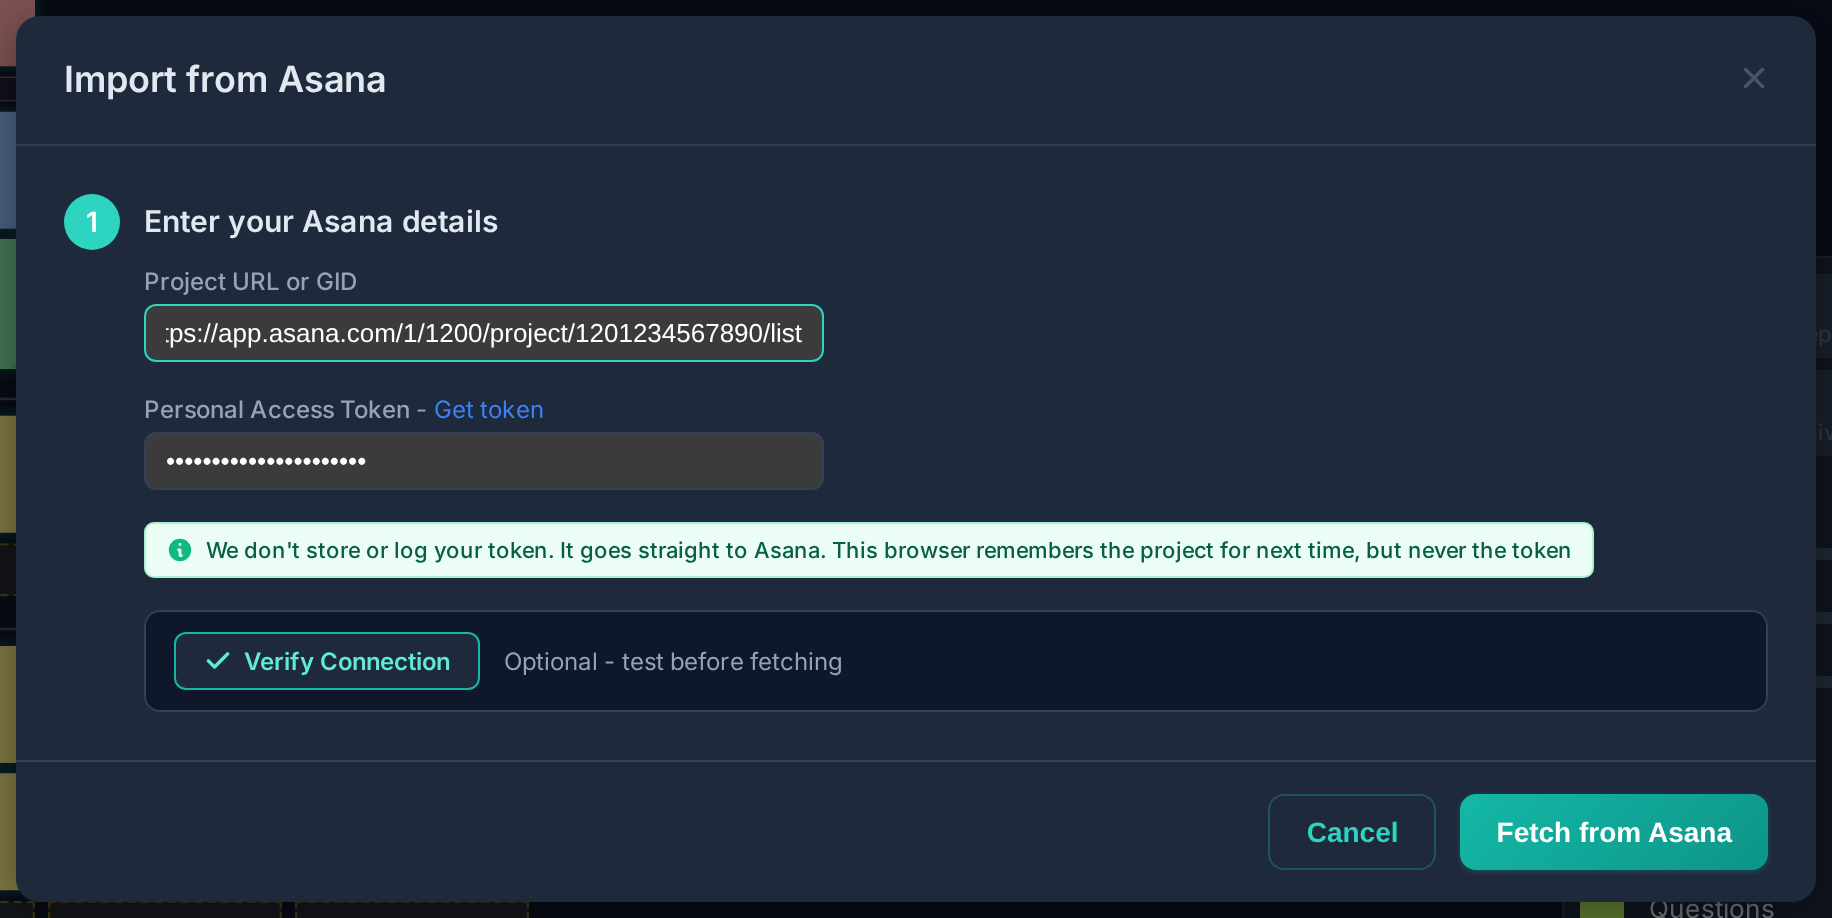 Import from Asana
1 Enter your Asana details
Project URL or GID
tps://app.asana.com/1/1200/project/1201234567890/list
Personal Access Token - Get token
••••••••••••••••••••••
We don't store or log your token. It goes straight to Asana. This browser remembers the project for next time, but never the token
Verify Connection Optional - test before fetching
Cancel Fetch from Asana
Questions